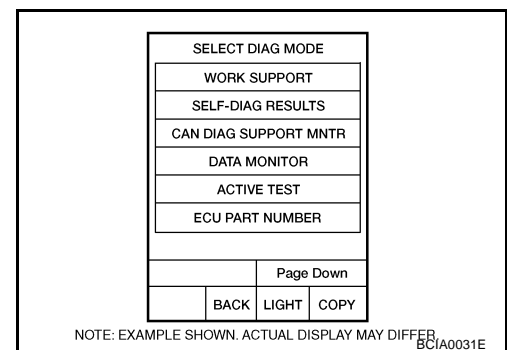 SELECT DIAG MODE
WORK SUPPORT
SELF-DIAG RESULTS
CAN DIAG SUPPORT MNTR
DATA MONITOR
ACTIVE TEST
ECU PART NUMBER
Page Down
BACK LIGHT COPY
NOTE: EXAMPLE SHOWN. ACTUAL DISPLAY MAY DIFFER.
BCIA0031E